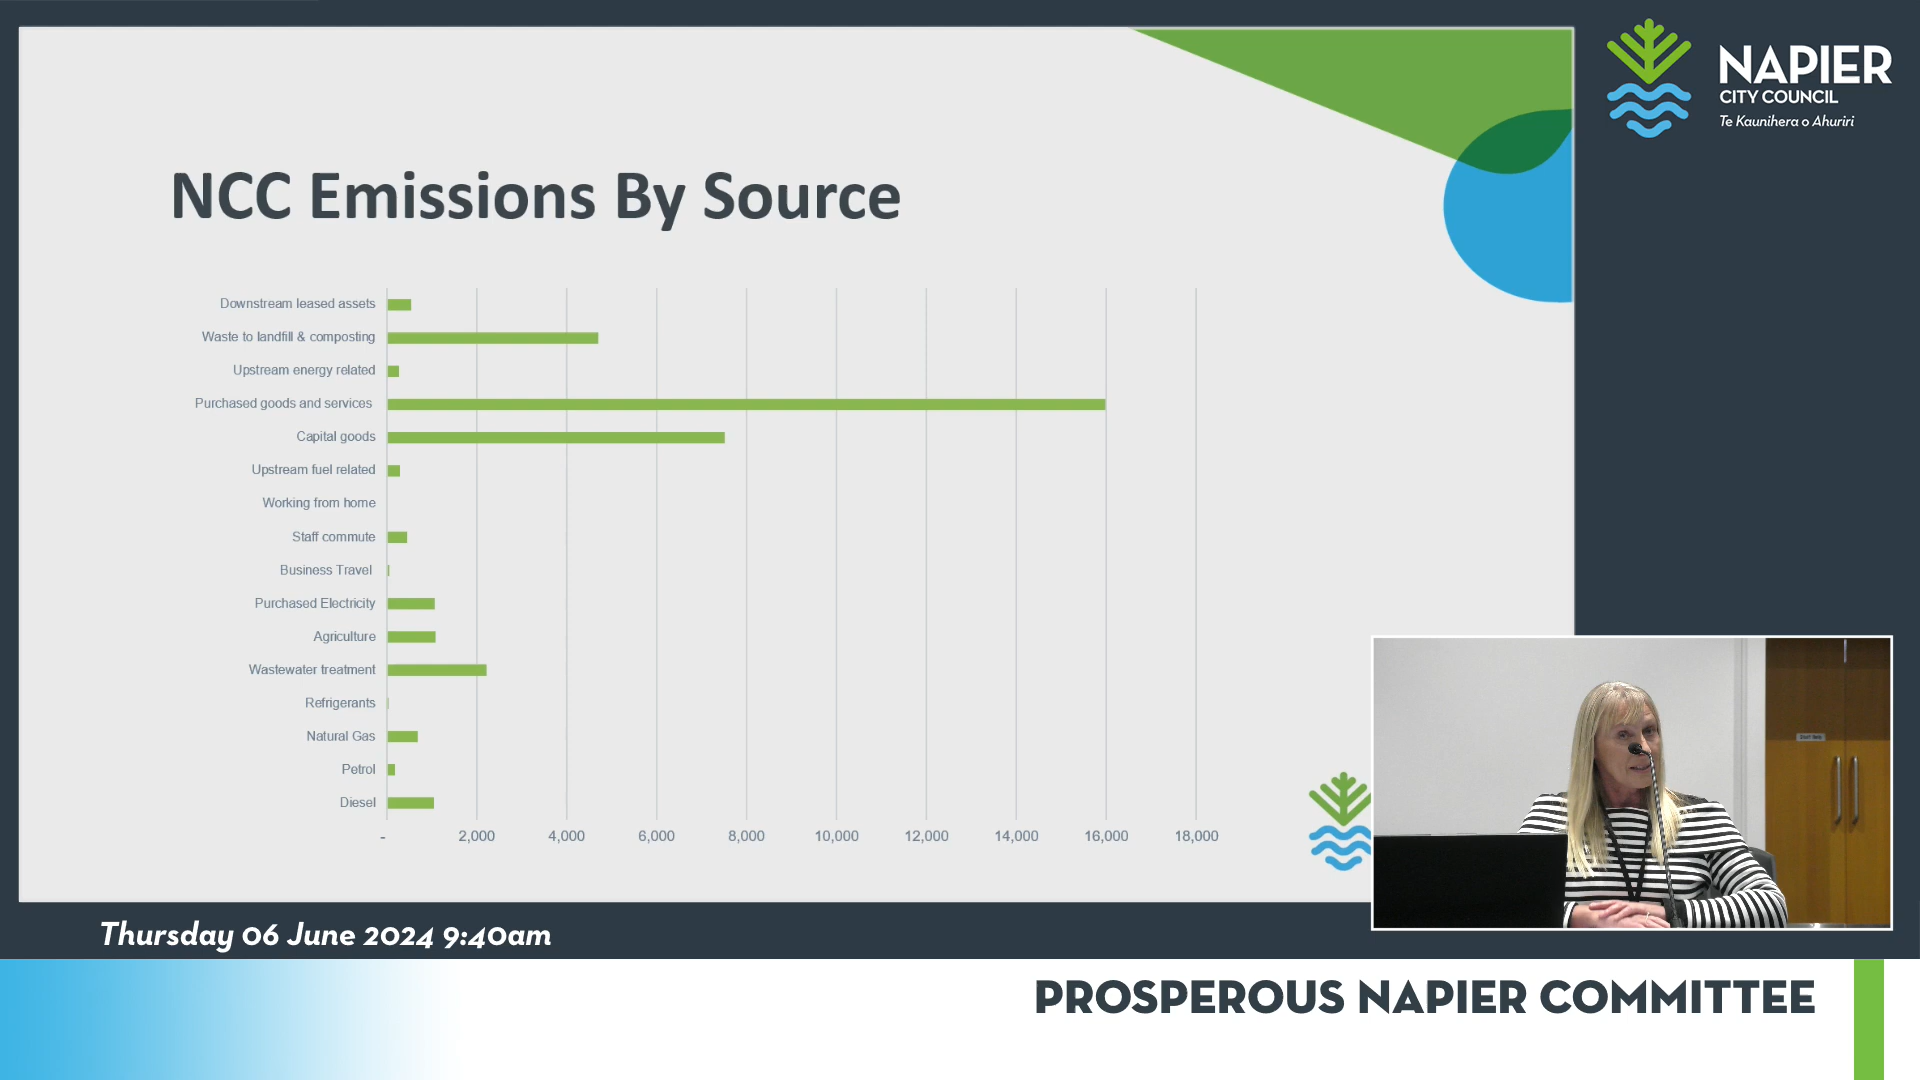 NAPIER
CITY COUNCIL
Te Kaunihera o Ahuriri
NCC Emissions By Source
Downstream leased assets
Waste to landfill & composting
Upstream energy related
Purchased goods and services
Capital goods
Upstream fuel related
Working from home
Staff commute
Business Travel
Purchased Electricity
Agriculture
Wastewater treatment
Refrigerants
Natural Gas
Petrol
Diesel
- 2,000 4,000 6,000 8,000 10,000 12,000 14,000 16,000 18,000
Thursday 06 June 2024 9:40am
PROSPEROUS NAPIER COMMITTEE